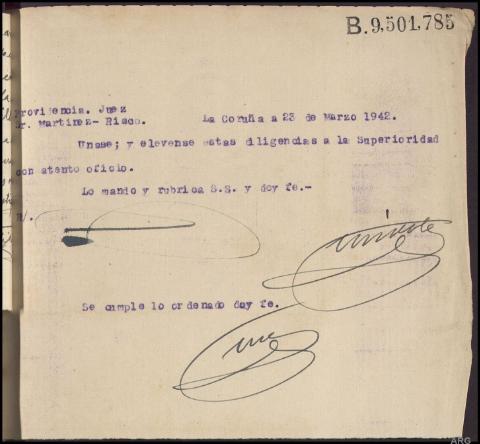 B.9,501,785
Providencia. Juez
Sr. Martinez- Risco.
La Coruña a 23 de Marzo 1942.
Unase; y elevense estas diligencias a la Superioridad
con atento oficio.
Lo mando y rubrica S.S. y doy fe.-
Se cumple lo ordenado doy fe.
ARG